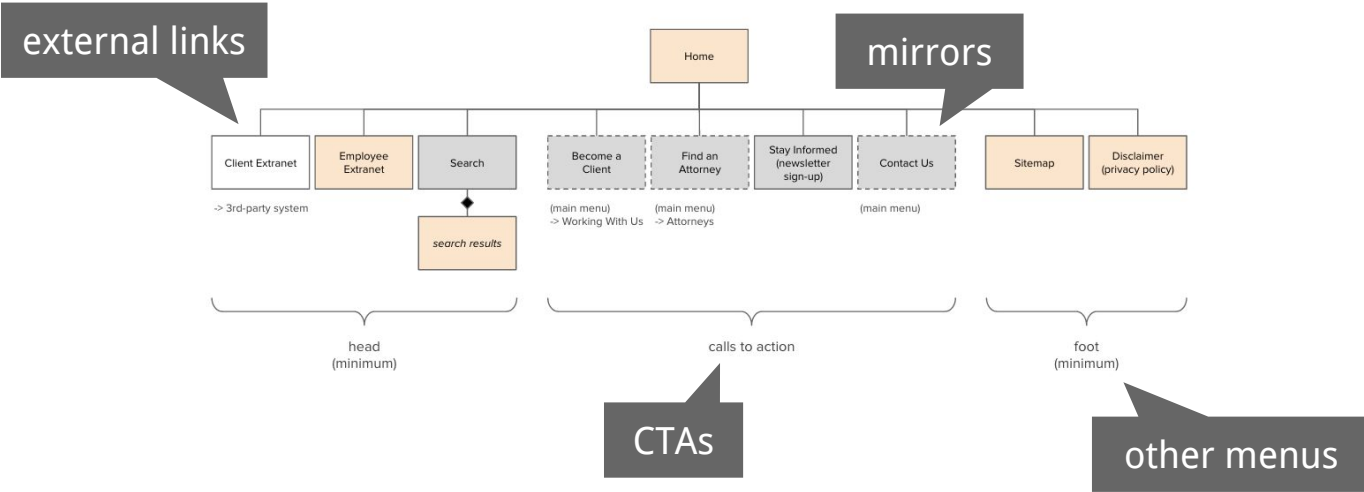 external links
Home
mirrors
Client Extranet
Employee
Extranet
Search
Become a
Client
Find an
Attorney
Stay Informed
(newsletter
sign-up)
Contact Us
Sitemap
Disclaimer
(privacy policy)
-> 3rd-party system
(main menu)
-> Working With Us
(main menu)
-> Attorneys
(main menu)
search results
head
(minimum)
calls to action
foot
(minimum)
CTAs
other menus